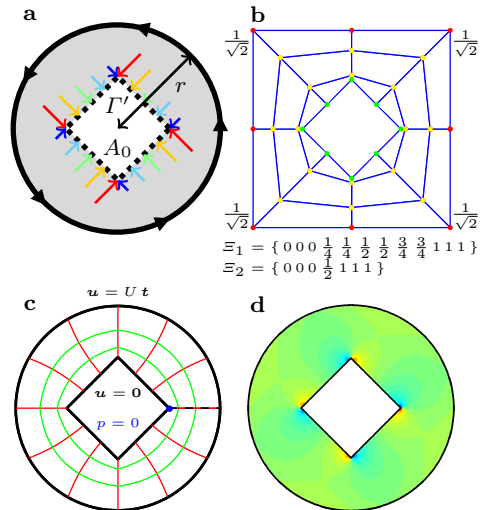 a
b
r
Γ′
A₀
1/√2
1/√2
1/√2
1/√2
Ξ₁ = { 0 0 0 1/4 1/4 1/2 1/2 3/4 3/4 1 1 1 }
Ξ₂ = { 0 0 0 1/2 1 1 1 }
c
u = U t
d
u = 0
p = 0